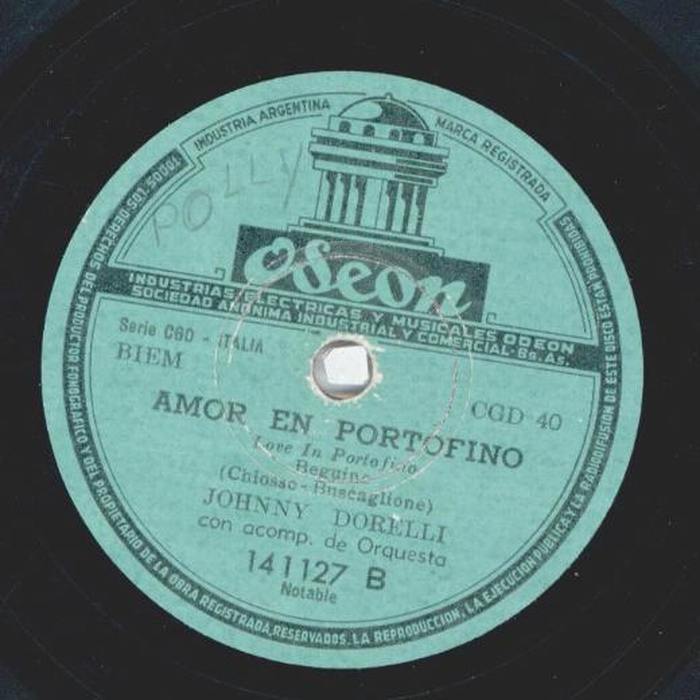 INDUSTRIA ARGENTINA
MARCA REGISTRADA
POLLY
Odeon
INDUSTRIAS ELECTRICAS Y MUSICALES ODEON
SOCIEDAD ANONIMA INDUSTRIAL Y COMERCIAL-Bs. As.
Serie CGD - ITALIA
BIEM
CGD 40
AMOR EN PORTOFINO
Love In Portofino
Beguine
(Chiosso - Buscaglione)
JOHNNY DORELLI
con acomp. de Orquesta
141127 B
Notable
TODOS LOS DERECHOS DEL PRODUCTOR FONOGRAFICO Y DEL PROPIETARIO DE LA OBRA REGISTRADA, RESERVADOS. LA REPRODUCCION, LA EJECUCION PUBLICA Y LA RADIODIFUSION DE ESTE DISCO ESTAN PROHIBIDAS